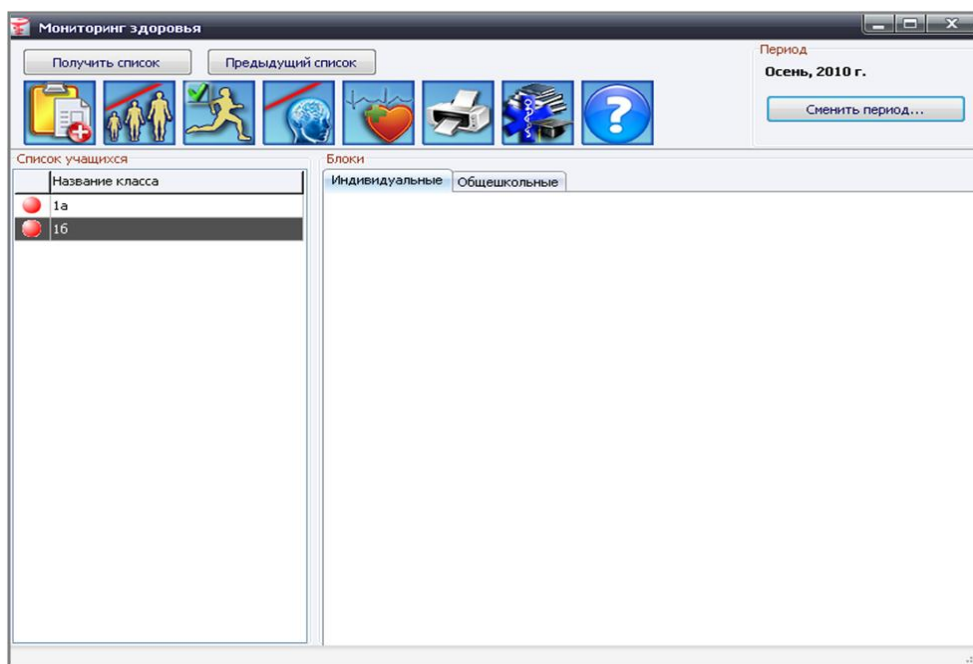 Мониторинг здоровья
Получить список
Предыдущий список
Период
Осень, 2010 г.
Сменить период...
Список учащихся
Название класса
1а
1б
Блоки
Индивидуальные
Общешкольные